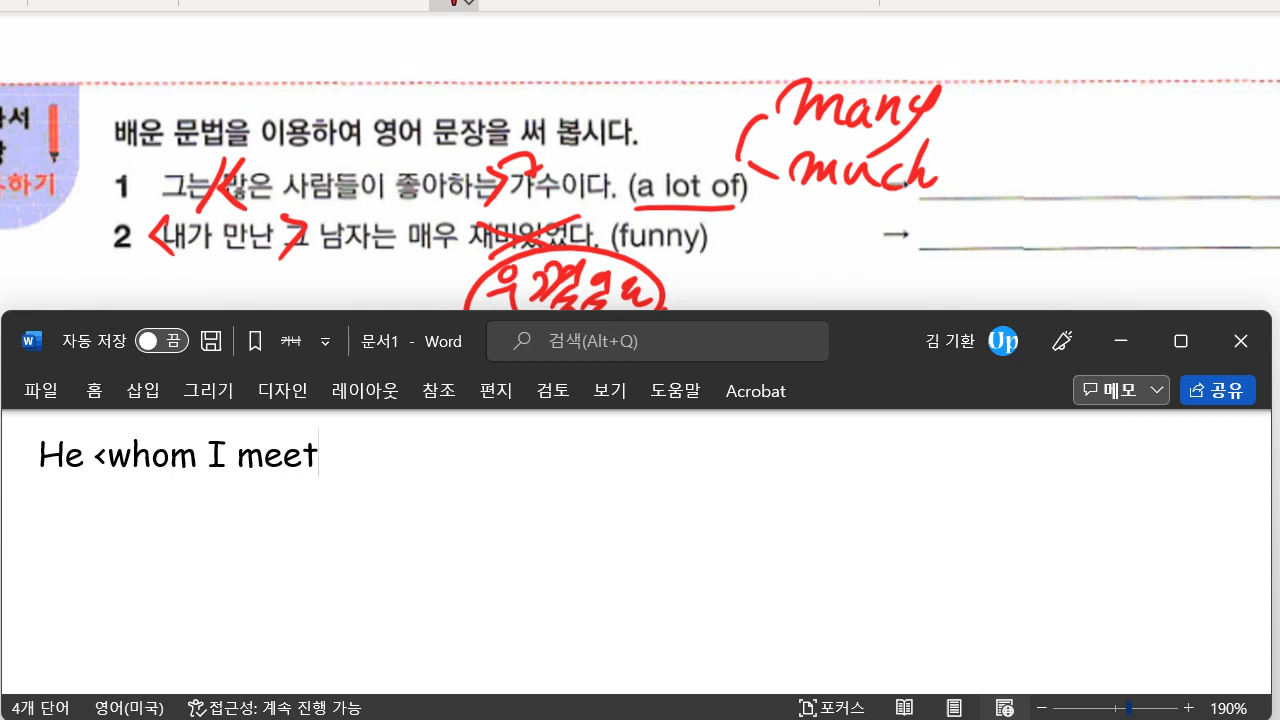 배운 문법을 이용하여 영어 문장을 써 봅시다.
many
much
하기
1 그는 많은 사람들이 좋아하는 가수이다. (a lot of) →
2 내가 만난 그 남자는 매우 재미있었다. (funny) →
자동 저장 끔 문서1 - Word 검색(Alt+Q) 김 기환 Up
파일 홈 삽입 그리기 디자인 레이아웃 참조 편지 검토 보기 도움말 Acrobat 메모 공유
He <whom I meet
4개 단어 영어(미국) 접근성: 계속 진행 가능 포커스 190%